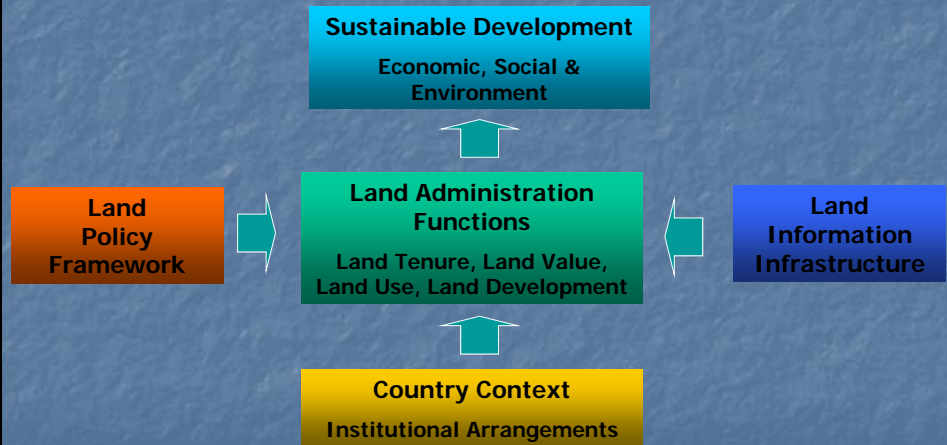 Sustainable Development
Economic, Social &
Environment
Land
Policy
Framework
Land Administration
Functions
Land Tenure, Land Value,
Land Use, Land Development
Land
Information
Infrastructure
Country Context
Institutional Arrangements